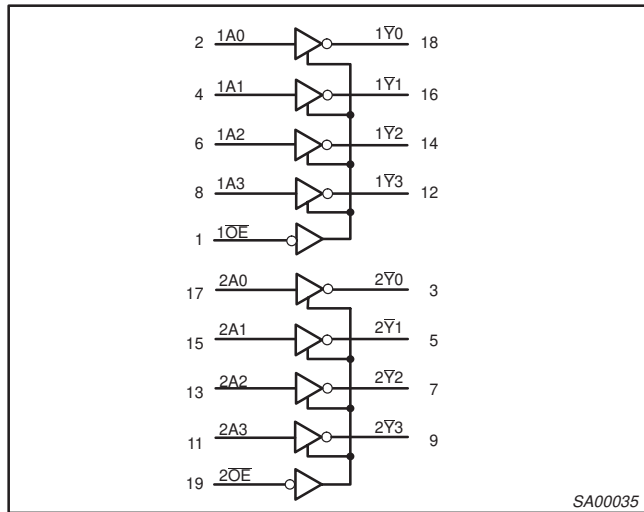 2 1A0 1Y̅0 18
4 1A1 1Y̅1 16
6 1A2 1Y̅2 14
8 1A3 1Y̅3 12
1 1O̅E̅
17 2A0 2Y̅0 3
15 2A1 2Y̅1 5
13 2A2 2Y̅2 7
11 2A3 2Y̅3 9
19 2O̅E̅
SA00035